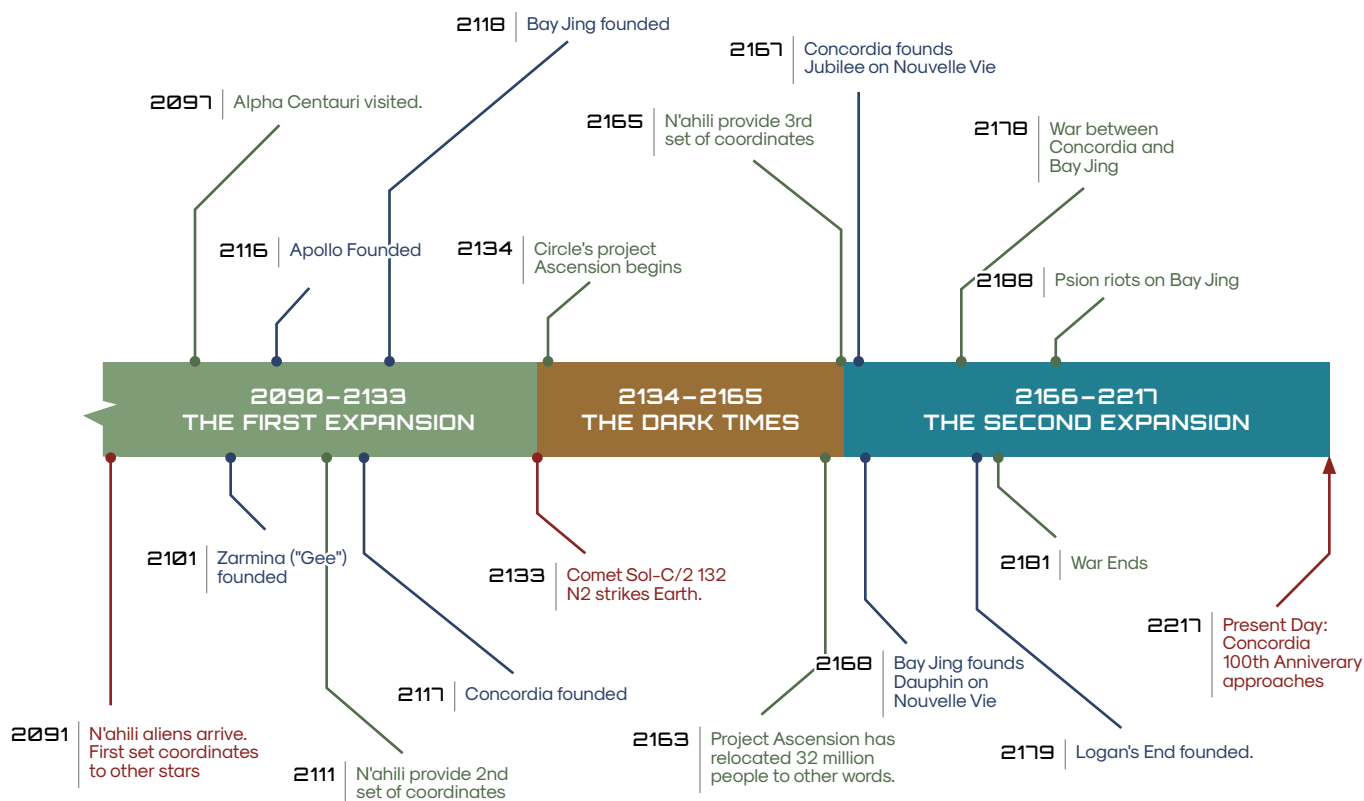 2118
Bay Jing founded
2167
Concordia founds
Jubilee on Nouvelle Vie
2097
Alpha Centauri visited.
2165
N'ahili provide 3rd
set of coordinates
2178
War between
Concordia and
Bay Jing
2116
Apollo Founded
2134
Circle's project
Ascension begins
2188
Psion riots on Bay Jing
2090–2133
THE FIRST EXPANSION
2134–2165
THE DARK TIMES
2166–2217
THE SECOND EXPANSION
2101
Zarmina ("Gee")
founded
2133
Comet Sol-C/2 132
N2 strikes Earth.
2181
War Ends
2217
Present Day:
Concordia
100th Anniverary
approaches
2117
Concordia founded
2168
Bay Jing founds
Dauphin on
Nouvelle Vie
2091
N'ahili aliens arrive.
First set coordinates
to other stars
2111
N'ahili provide 2nd
set of coordinates
2163
Project Ascension has
relocated 32 million
people to other words.
2179
Logan's End founded.